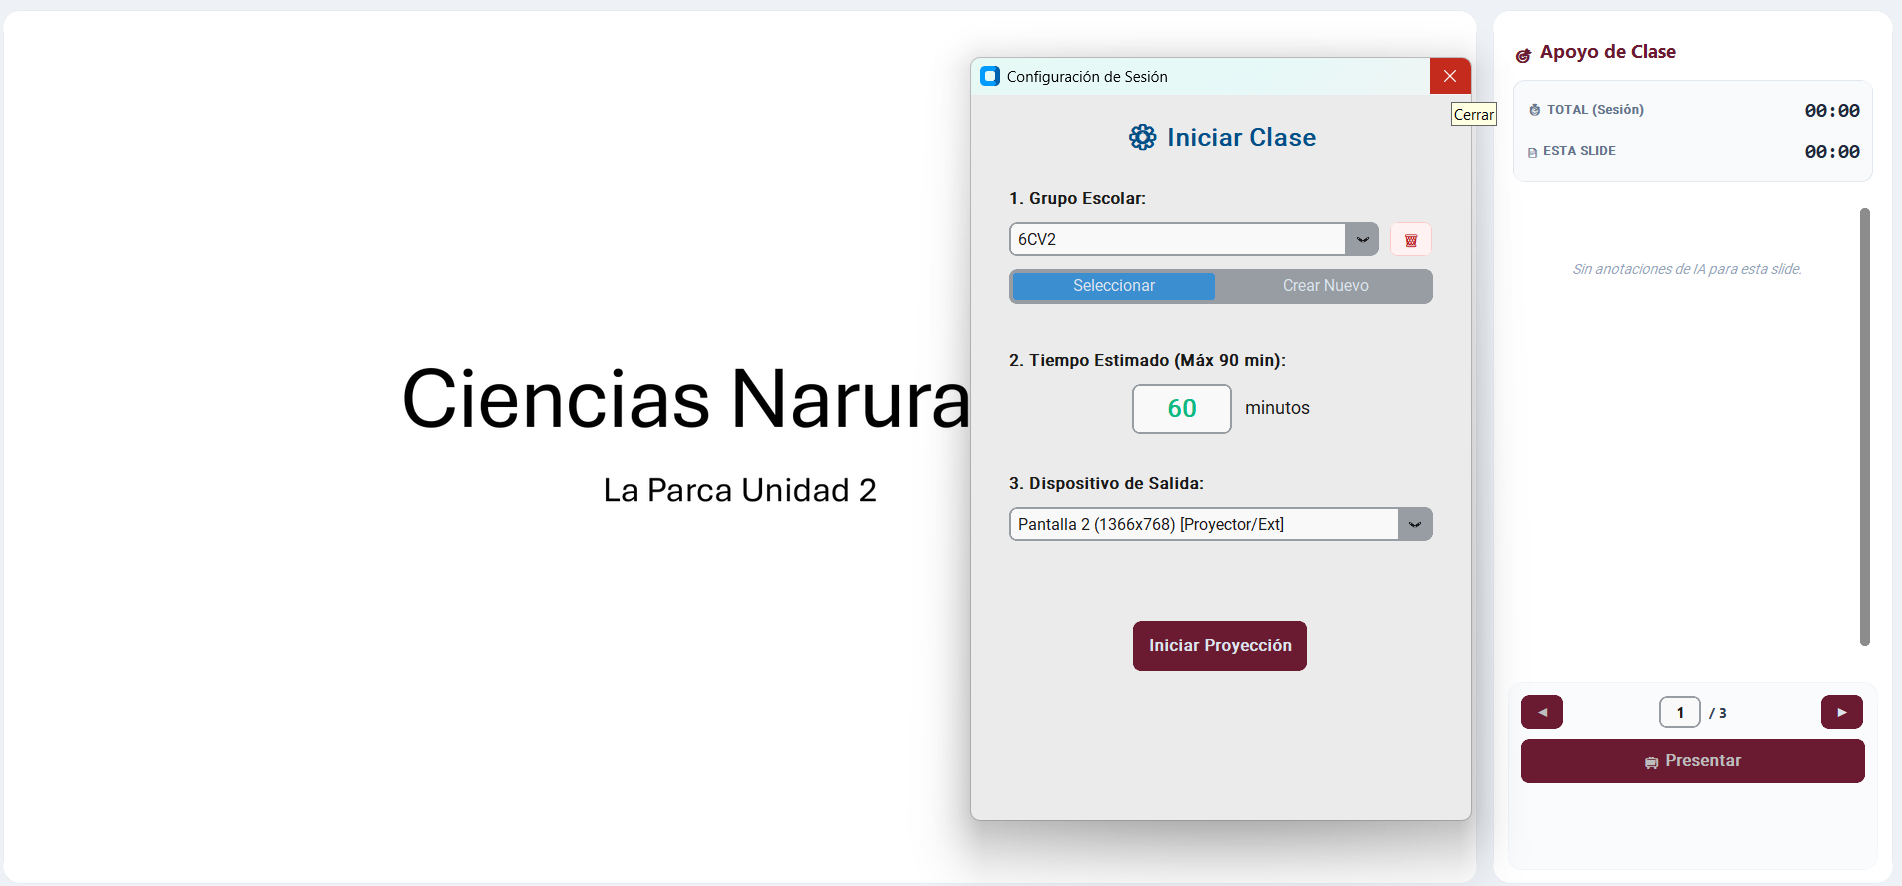 Ciencias Narura
La Parca Unidad 2
Configuración de Sesión
Cerrar
Iniciar Clase
1. Grupo Escolar:
6CV2
Seleccionar
Crear Nuevo
2. Tiempo Estimado (Máx 90 min):
60 minutos
3. Dispositivo de Salida:
Pantalla 2 (1366x768) [Proyector/Ext]
Iniciar Proyección
Apoyo de Clase
TOTAL (Sesión) 00:00
ESTA SLIDE 00:00
Sin anotaciones de IA para esta slide.
1 / 3
Presentar